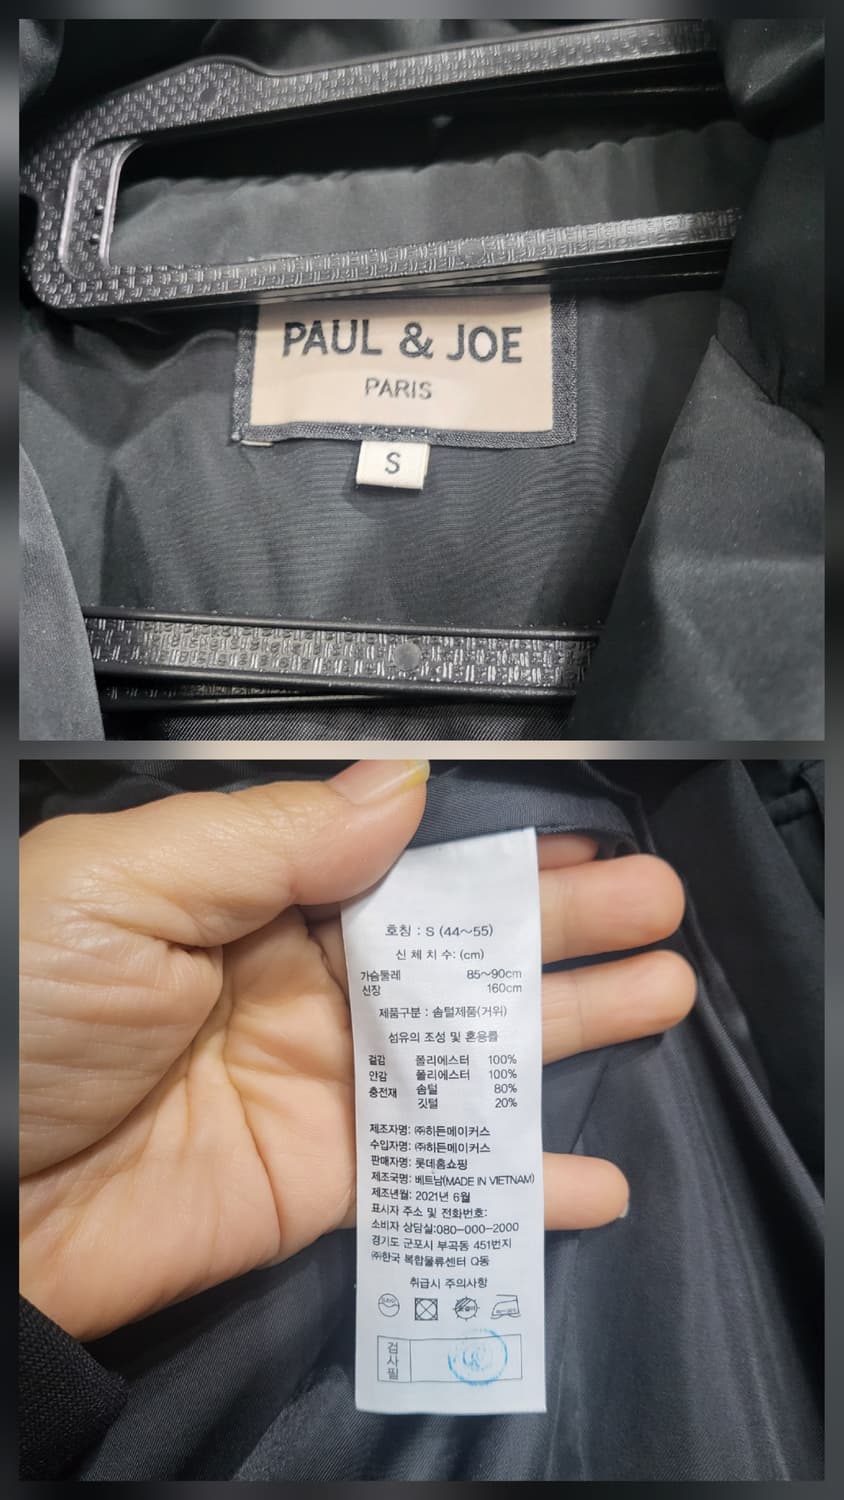 PAUL & JOE
PARIS
S
호칭 : S (44~55)
신 체 치 수: (cm)
가슴둘레 85~90cm
신장 160cm
제품구분 : 솜털제품(거위)
섬유의 조성 및 혼용률
겉감 폴리에스터 100%
안감 폴리에스터 100%
충전재 솜털 80%
깃털 20%
제조자명: ㈜히든메이커스
수입자명: ㈜히든메이커스
판매자명: 롯데홈쇼핑
제조국명: 베트남(MADE IN VIETNAM)
제조년월: 2021년 6월
표시자 주소 및 전화번호:
소비자 상담실:080-000-2000
경기도 군포시 부곡동 451번지
㈜한국 복합물류센터 Q동
취급시 주의사항
검사필